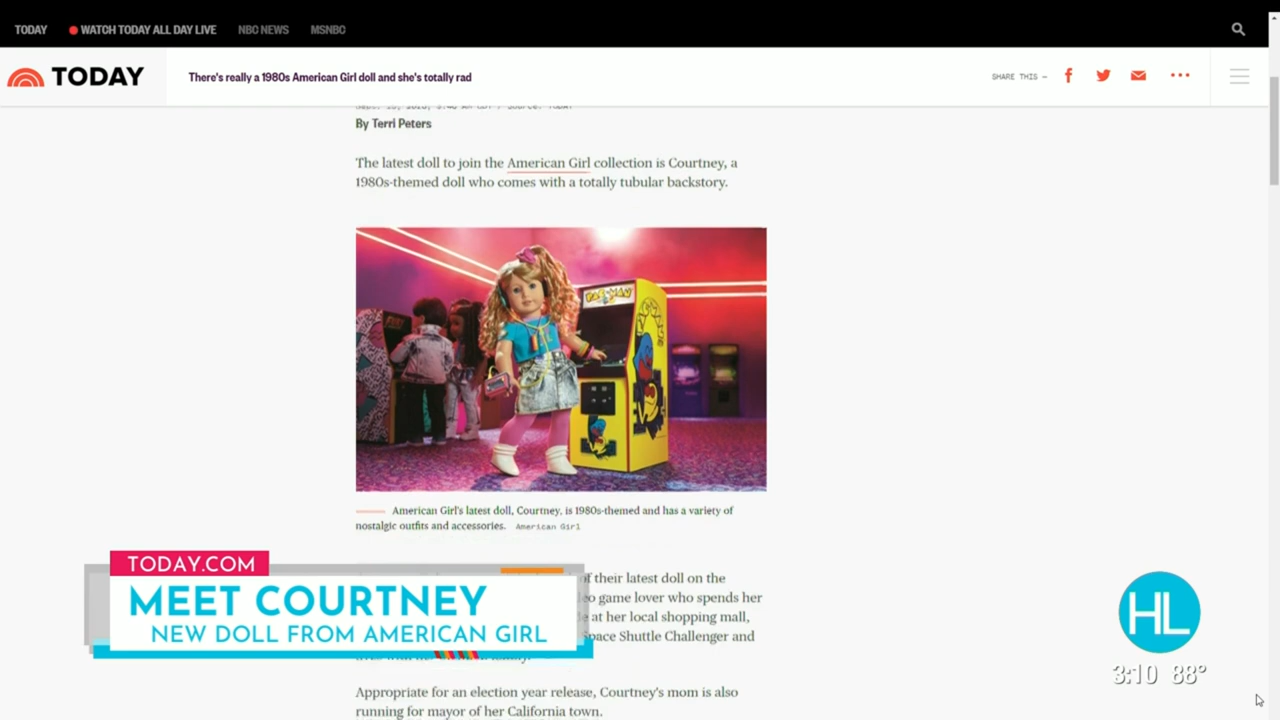 TODAY
WATCH TODAY ALL DAY LIVE
NBC NEWS
MSNBC
TODAY
There's really a 1980s American Girl doll and she's totally rad
SHARE THIS —
By Terri Peters
The latest doll to join the American Girl collection is Courtney, a
1980s-themed doll who comes with a totally tubular backstory.
PAC-MAN
American Girl's latest doll, Courtney, is 1980s-themed and has a variety of
nostalgic outfits and accessories. American Girl
of their latest doll on the
game lover who spends her
at her local shopping mall,
Space Shuttle Challenger and
Appropriate for an election year release, Courtney's mom is also
running for mayor of her California town.
TODAY.COM
MEET COURTNEY
NEW DOLL FROM AMERICAN GIRL
HL
3:10 88°